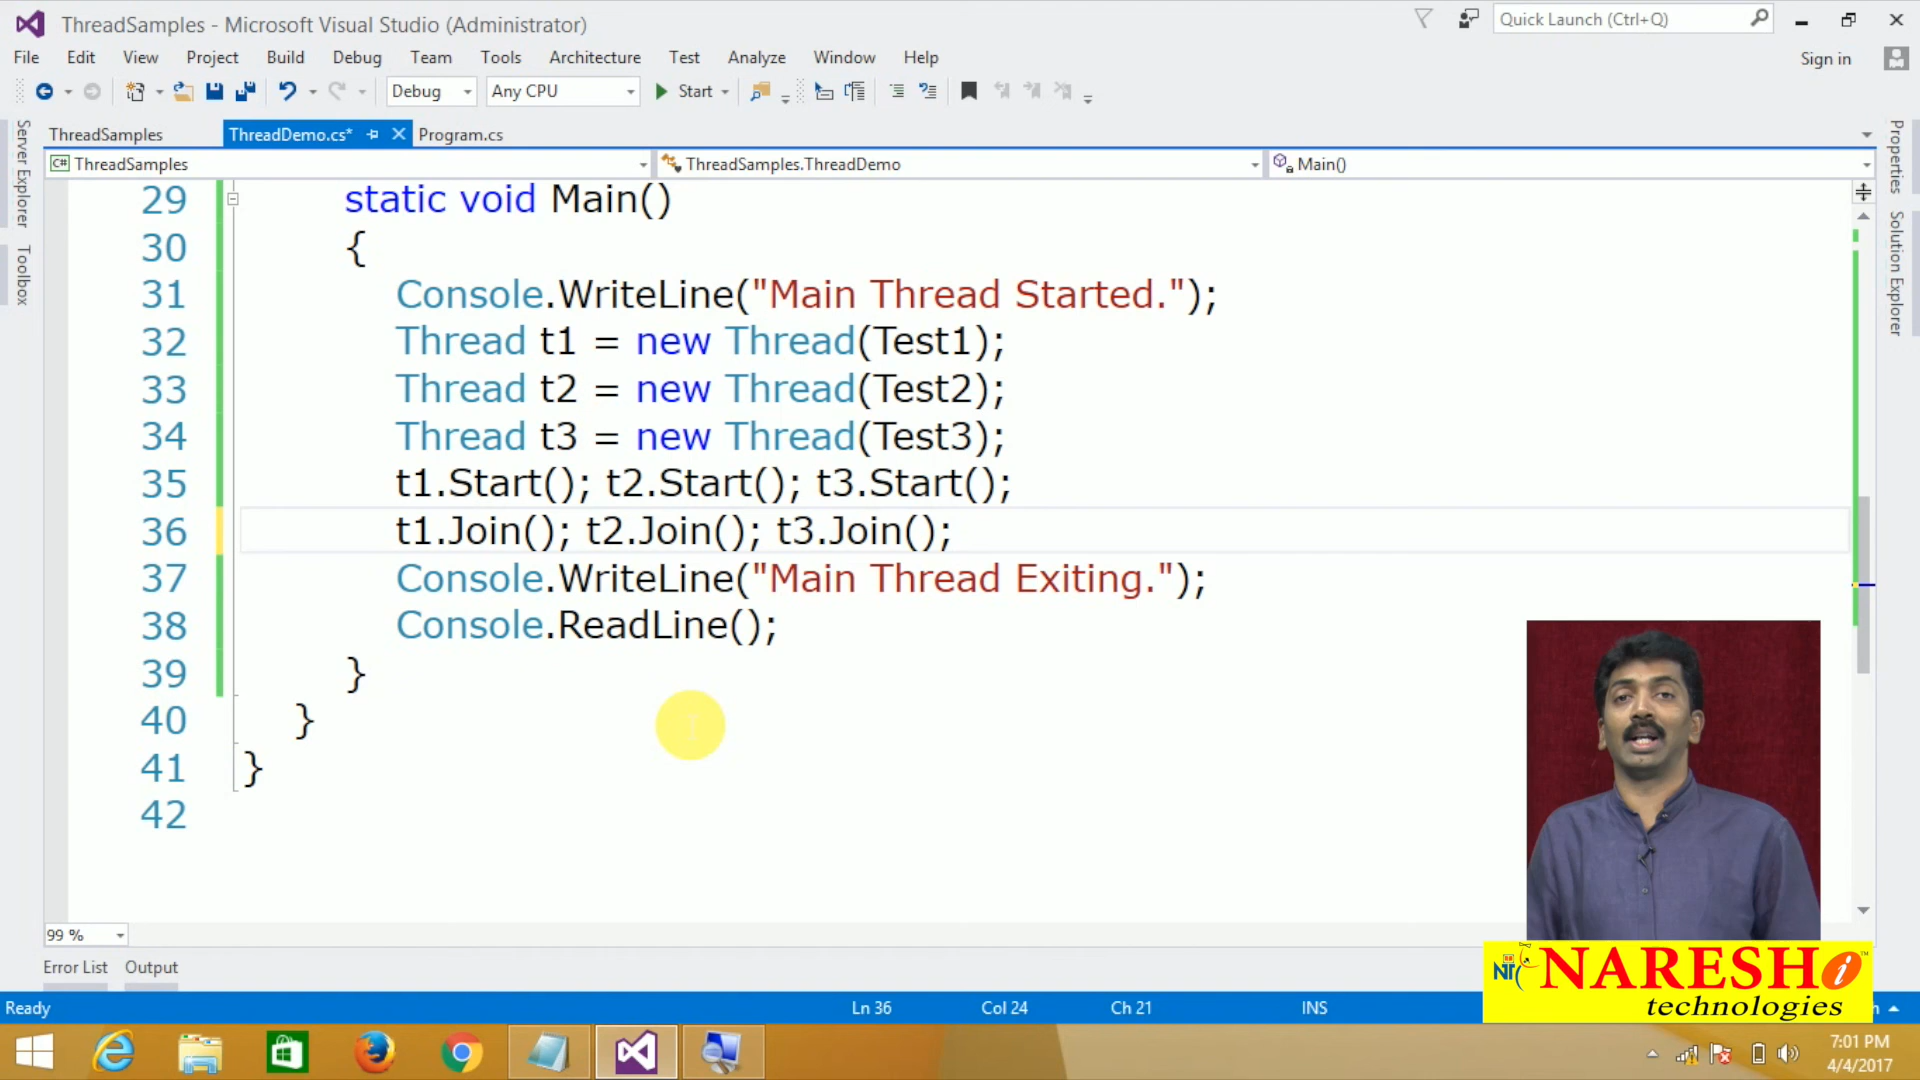 ThreadSamples - Microsoft Visual Studio (Administrator)
Quick Launch (Ctrl+Q)
File Edit View Project Build Debug Team Tools Architecture Test Analyze Window Help
Sign in
Debug Any CPU Start
ThreadSamples ThreadDemo.cs* Program.cs
C# ThreadSamples ThreadSamples.ThreadDemo Main()
Server Explorer
Toolbox
Properties
Solution Explorer
29 static void Main()
30 {
31 Console.WriteLine("Main Thread Started.");
32 Thread t1 = new Thread(Test1);
33 Thread t2 = new Thread(Test2);
34 Thread t3 = new Thread(Test3);
35 t1.Start(); t2.Start(); t3.Start();
36 t1.Join(); t2.Join(); t3.Join();
37 Console.WriteLine("Main Thread Exiting.");
38 Console.ReadLine();
39 }
40 }
41 }
42
99 %
Error List Output
NARESH i
technologies
Ready Ln 36 Col 24 Ch 21 INS
7:01 PM
4/4/2017